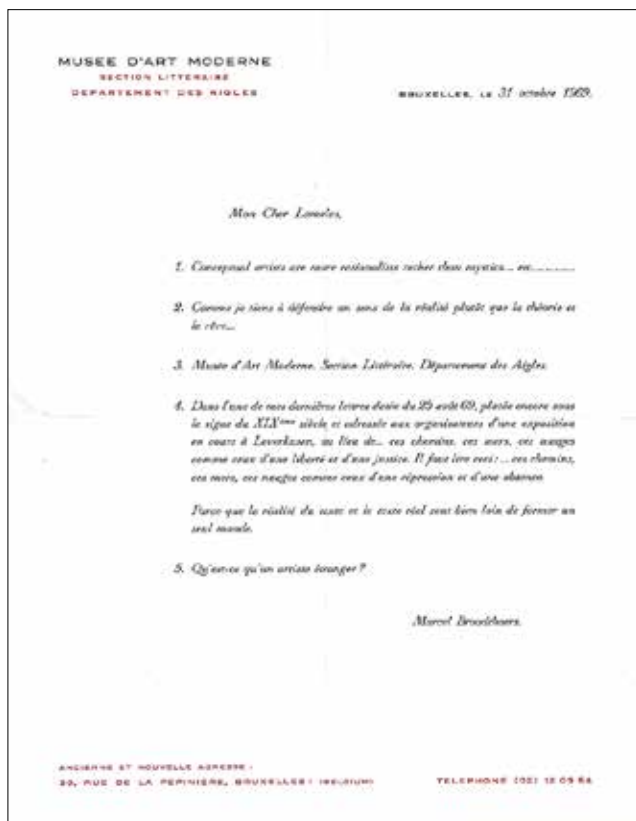 MUSEE D'ART MODERNE
SECTION LITTERAIRE
DEPARTEMENT DES AIGLES
BRUXELLES, LE 31 octobre 1969.
Mon Cher Lamelas,
1. Conceptual artists are more rationalists rather than mystics... etc...........
2. Comme je tiens à défendre un sens de la réalité plutôt que la théorie et
le rêve...
3. Musée d'Art Moderne, Section Littéraire, Département des Aigles.
4. Dans l'une de mes dernières lettres datée du 25 août 69, placée encore sous
le signe du XIXème siècle et adressée aux organisateurs d'une exposition
en cours à Leverkusen, au lieu de... ces chemins, ces mers, ces nuages
comme ceux d'une liberté et d'une justice. Il faut lire ceci :... ces chemins,
ces mers, ces nuages comme ceux d'une répression et d'une absence.
Parce que la réalité du texte et le texte réel sont bien loin de former un
seul monde.
5. Qu'est-ce qu'un artiste étranger ?
Marcel Broodthaers.
ANCIENNE ET NOUVELLE ADRESSE :
30, RUE DE LA PEPINIERE, BRUXELLES 1 (BELGIUM)
TELEPHONE (02) 12 09 54